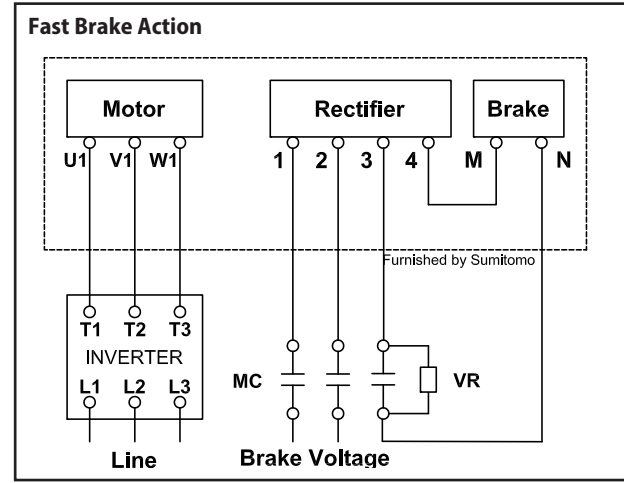 Fast Brake Action
Motor Rectifier Brake
U1 V1 W1 1 2 3 4 M N
Furnished by Sumitomo
T1 T2 T3
INVERTER
MC VR
L1 L2 L3
Line Brake Voltage